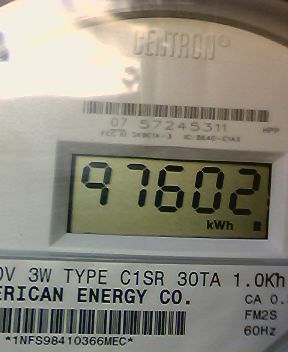 CENTRON®
07 57245311 HPP
97602
kWh
0V 3W TYPE C1SR 30TA 1.0Kh
ERICAN ENERGY CO.
CA 0.
FM2S
60Hz
*1NFS98410366MEC*